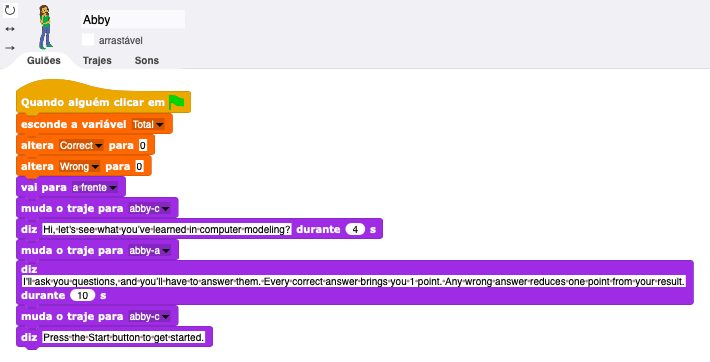 Abby
arrastável
Guiões Trajes Sons
Quando alguém clicar em
esconde a variável Total
altera Correct para 0
altera Wrong para 0
vai para a frente
muda o traje para abby-c
diz Hi, let's see what you've learned in computer modeling? durante 4 s
muda o traje para abby-a
diz
I'll ask you questions, and you'll have to answer them. Every correct answer brings you 1 point. Any wrong answer reduces one point from your result.
durante 10 s
muda o traje para abby-c
diz Press the Start button to get started.